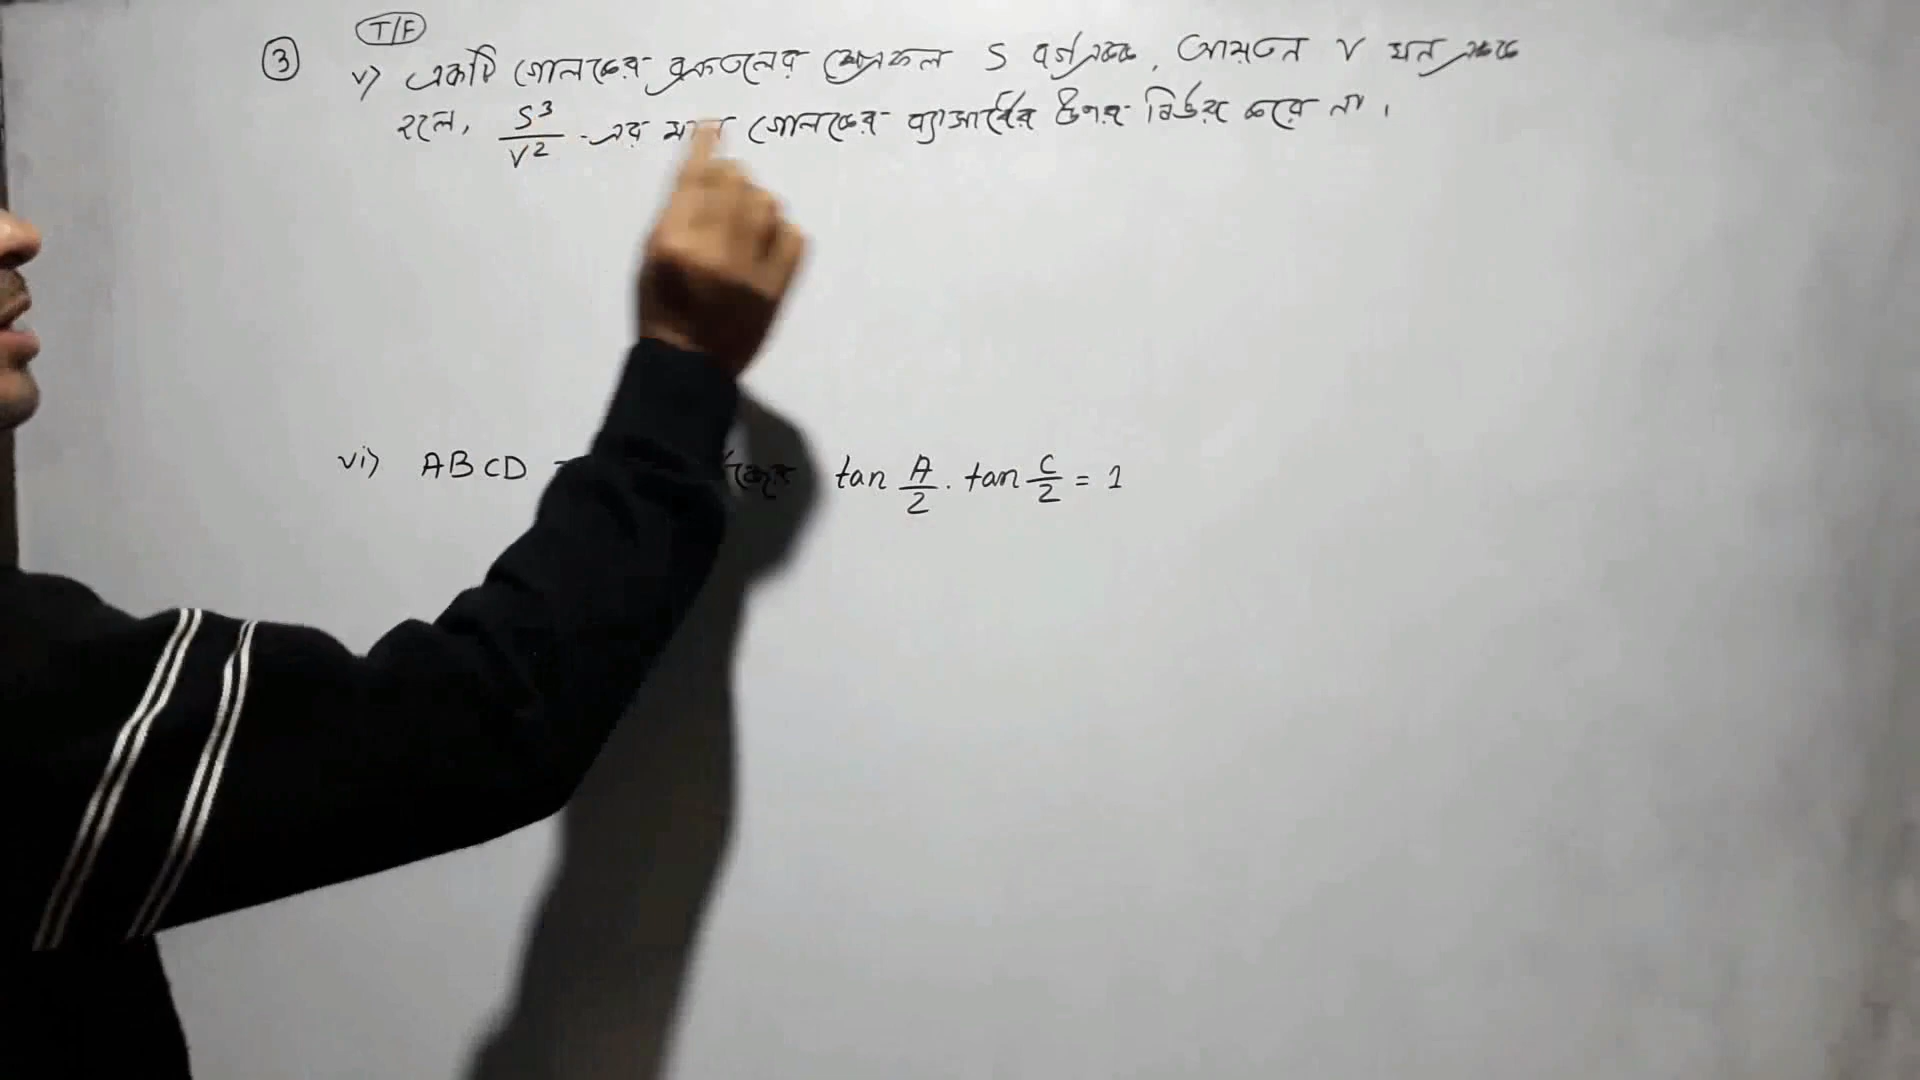 T/F
③ v) একটি গোলকের বক্রতলের ক্ষেত্রফল S বর্গএকক, আয়তন V ঘনএকক
হলে, S³/V² -এর মান গোলকের ব্যাসার্ধের উপর নির্ভর করে না।
vi) ABCD tan A/2 . tan C/2 = 1